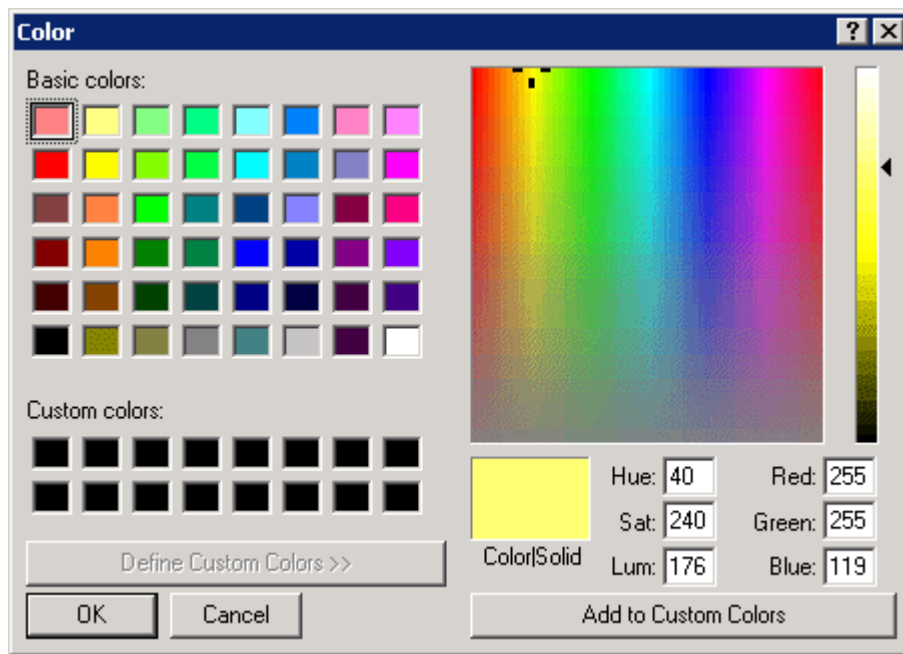 Color
Basic colors:
Custom colors:
Define Custom Colors >>
OK Cancel
Color|Solid
Hue: 40 Red: 255
Sat: 240 Green: 255
Lum: 176 Blue: 119
Add to Custom Colors